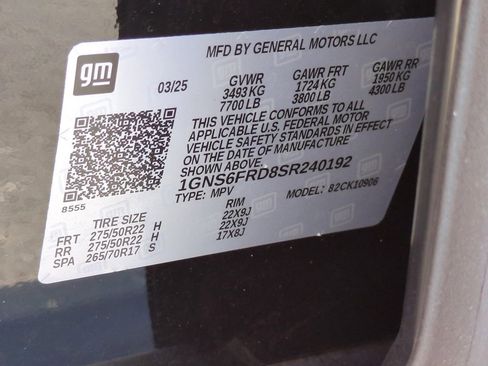 gm
MFD BY GENERAL MOTORS LLC
03/25 GVWR GAWR FRT GAWR RR
3493 KG 1724 KG 1950 KG
7700 LB 3800 LB 4300 LB
THIS VEHICLE CONFORMS TO ALL
APPLICABLE U.S. FEDERAL MOTOR
VEHICLE SAFETY STANDARDS IN EFFECT
ON THE DATE OF MANUFACTURE
SHOWN ABOVE.
1GNS6FRD8SR240192
TYPE: MPV MODEL: 82CK10906
8555
TIRE SIZE RIM
FRT 275/50R22 H 22X9J
RR 275/50R22 H 22X9J
SPA 265/70R17 S 17X8J